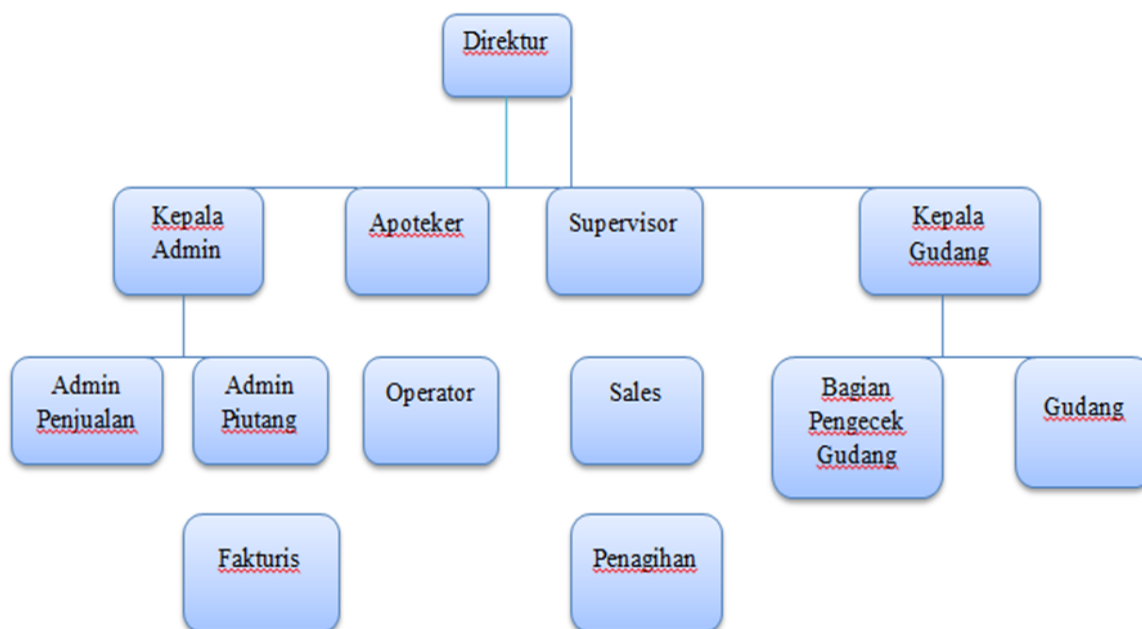 Direktur
Kepala
Admin
Apoteker
Supervisor
Kepala
Gudang
Admin
Penjualan
Admin
Piutang
Operator
Sales
Bagian
Pengecek
Gudang
Gudang
Fakturis
Penagihan